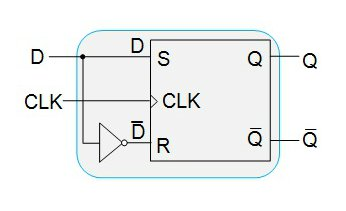 D D S Q Q
CLK CLK
D̅ R Q̅ Q̅